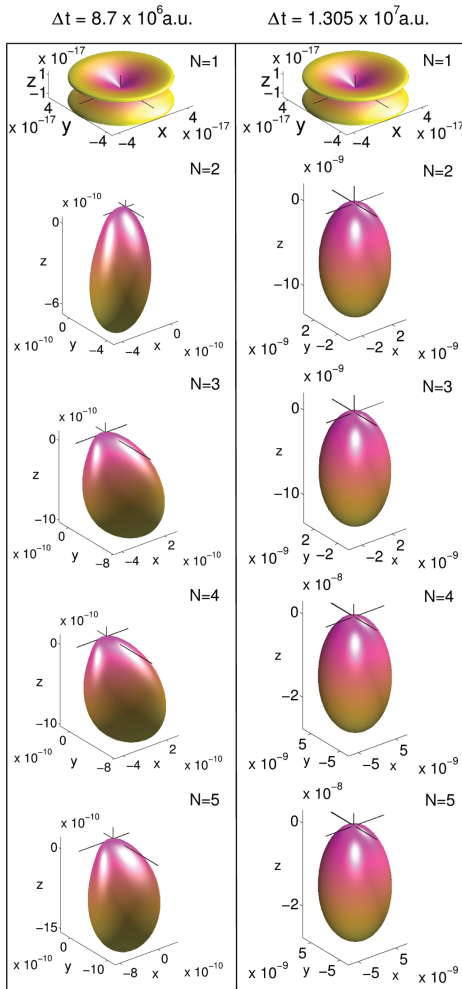 Δt = 8.7 x 10⁶a.u.
Δt = 1.305 x 10⁷a.u.
x 10⁻¹⁷
N=1
z 1
-1
4
x 10⁻¹⁷
y
-4 -4
x
4
x 10⁻¹⁷
x 10⁻¹⁷
N=1
z 1
-1
4
x 10⁻¹⁷
y
-4 -4
x
4
x 10⁻¹⁷
N=2
x 10⁻¹⁰
0
z
-6
0
x 10⁻¹⁰
y
-4 -4
x
0
x 10⁻¹⁰
x 10⁻⁹
N=2
0
z
-10
2
x 10⁻⁹
y -2
-2 x
2
x 10⁻⁹
N=3
x 10⁻¹⁰
0
z
-10
0
x 10⁻¹⁰
y
-8 -4 x
2
x 10⁻¹⁰
x 10⁻⁹
N=3
0
z
-10
2
x 10⁻⁹
y -2
-2 x
2
x 10⁻⁹
N=4
x 10⁻¹⁰
0
z
-10
0
x 10⁻¹⁰
y
-8 -4 x
2
x 10⁻¹⁰
x 10⁻⁸
N=4
0
z
-2
5
x 10⁻⁹
y -5
-5 x
5
x 10⁻⁹
N=5
x 10⁻¹⁰
0
z
-15
0
x 10⁻¹⁰
y -10
-8 x
0
x 10⁻¹⁰
x 10⁻⁸
N=5
0
z
-2
5
x 10⁻⁹
y -5
-5 x
5
x 10⁻⁹